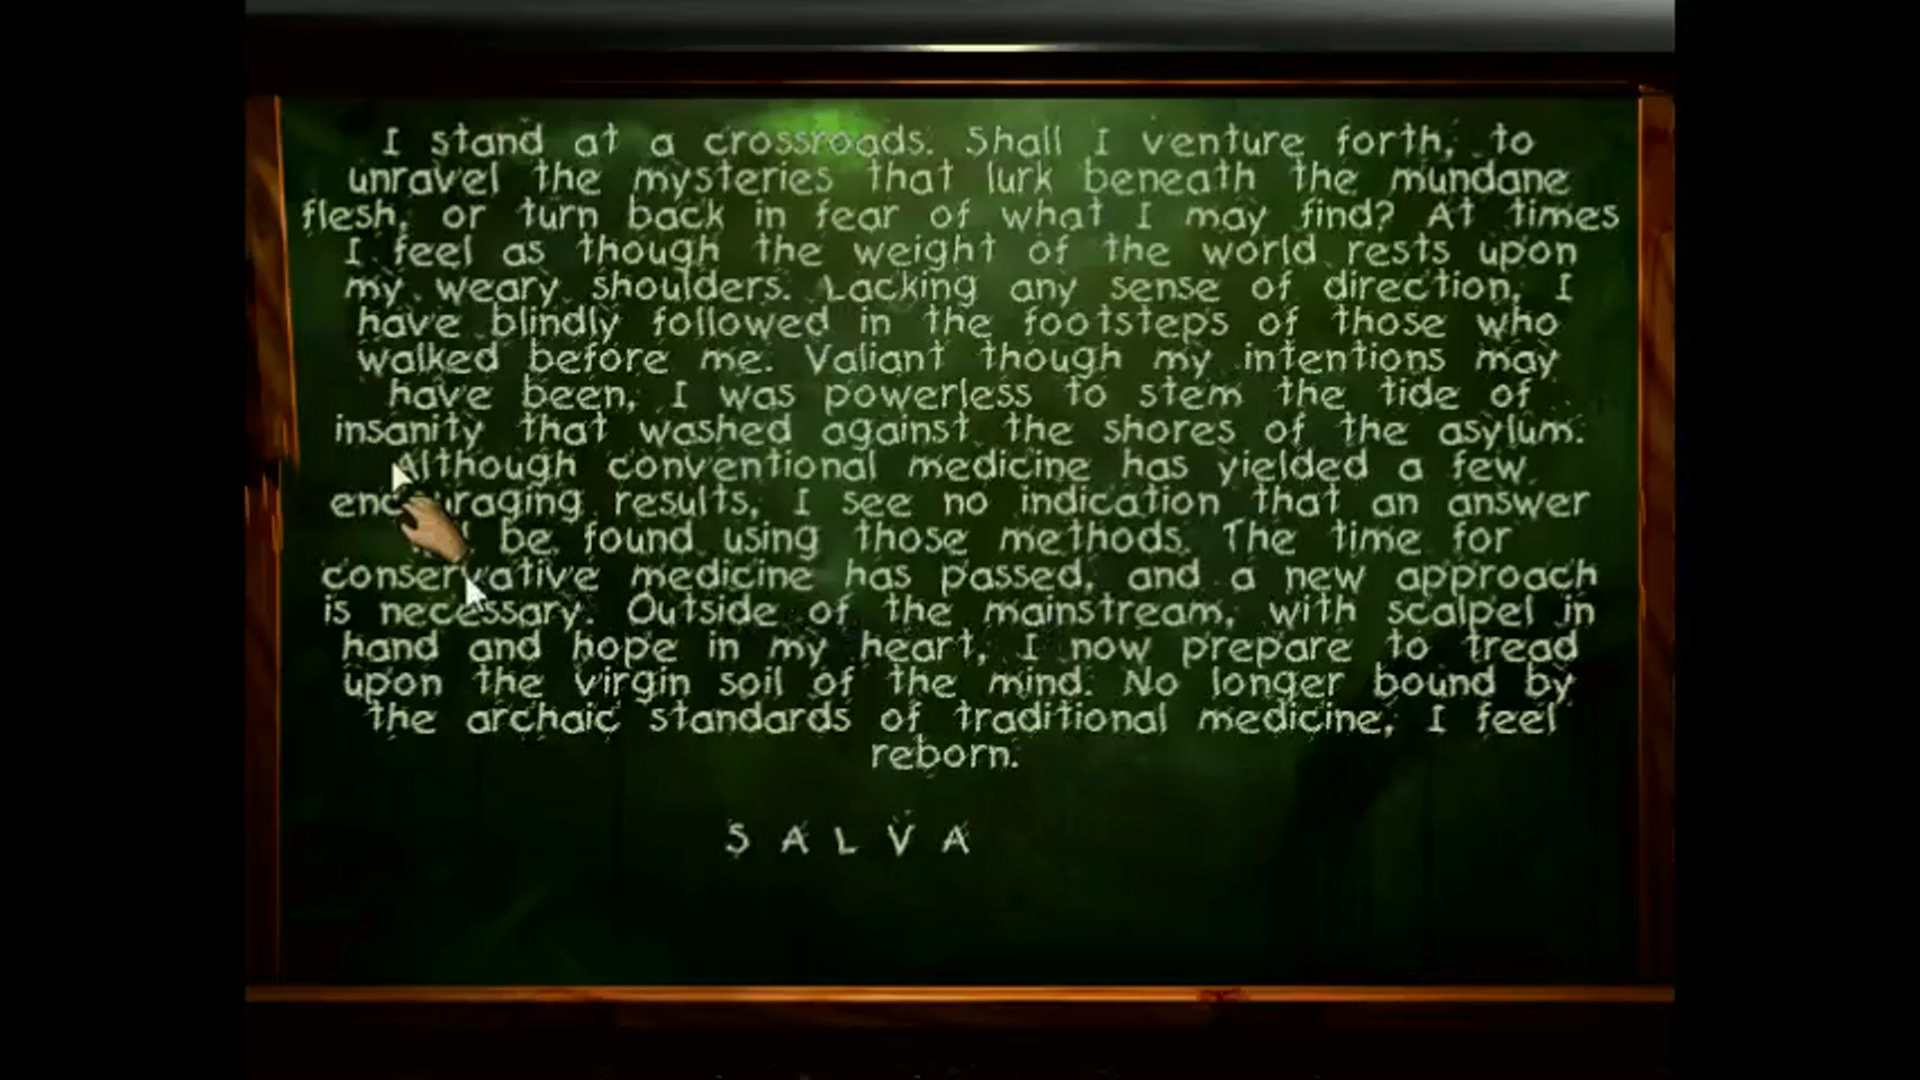 I stand at a crossroads. Shall I venture forth, to
unravel the mysteries that lurk beneath the mundane
flesh, or turn back in fear of what I may find? At times
I feel as though the weight of the world rests upon
my weary shoulders. Lacking any sense of direction, I
have blindly followed in the footsteps of those who
walked before me. Valiant though my intentions may
have been, I was powerless to stem the tide of
insanity that washed against the shores of the asylum.
Although conventional medicine has yielded a few
encouraging results, I see no indication that an answer
be found using those methods. The time for
conservative medicine has passed, and a new approach
is necessary. Outside of the mainstream, with scalpel in
hand and hope in my heart, I now prepare to tread
upon the virgin soil of the mind. No longer bound by
the archaic standards of traditional medicine, I feel
reborn.
S A L V A